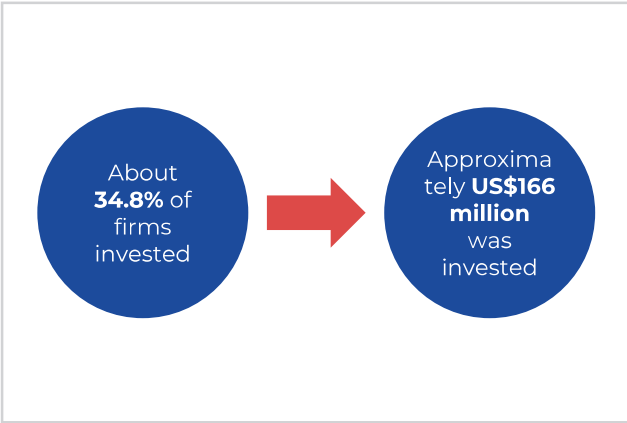 About
34.8% of
firms
invested
Approxima
tely US$166
million
was
invested